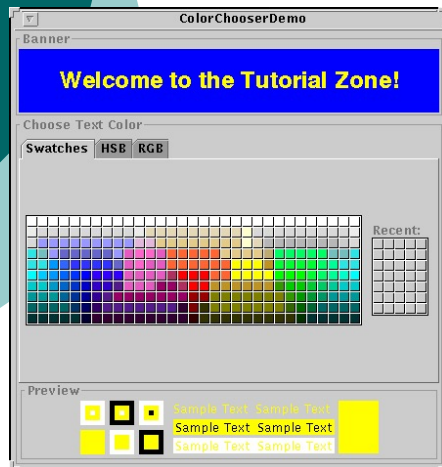 ColorChooserDemo
Banner
Welcome to the Tutorial Zone!
Choose Text Color
Swatches HSB RGB
Recent:
Preview
Sample Text Sample Text
Sample Text Sample Text
Sample Text Sample Text